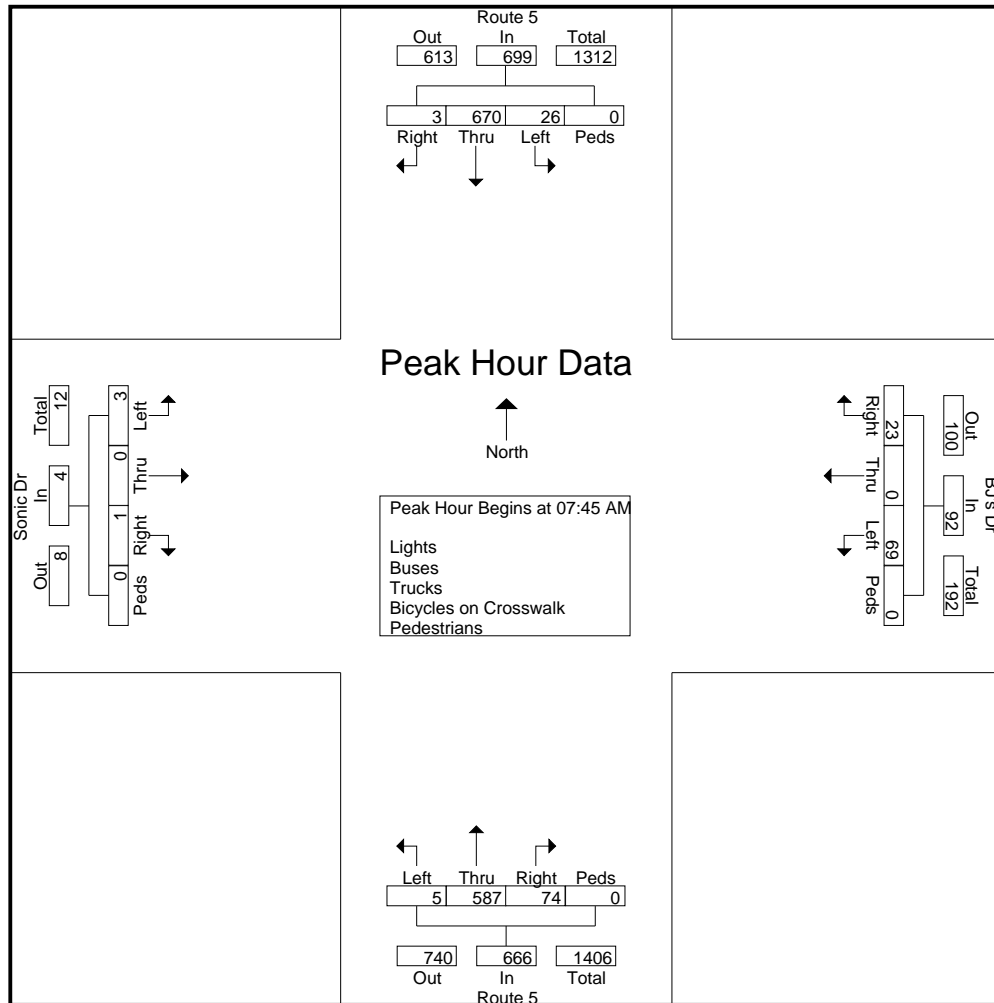 Route 5
Out In Total
613 699 1312
3 670 26 0
Right Thru Left Peds
Peak Hour Data
North
Peak Hour Begins at 07:45 AM
Lights
Buses
Trucks
Bicycles on Crosswalk
Pedestrians
Sonic Dr
Out In Total
8 4 12
3 0 1 0
Left Thru Right Peds
Right Thru Left Peds
23 0 69 0
Out In Total
100 92 192
BJ's Dr
Left Thru Right Peds
5 587 74 0
740 666 1406
Out In Total
Route 5